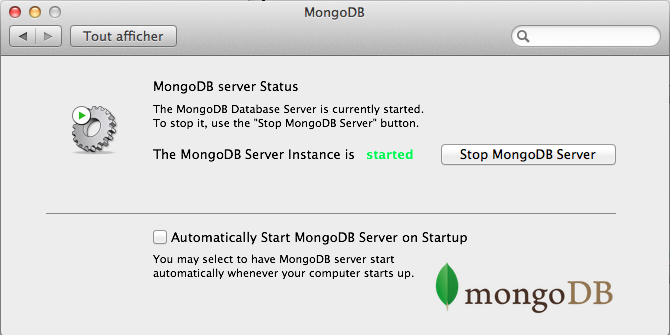 MongoDB
Tout afficher
MongoDB server Status
The MongoDB Database Server is currently started.
To stop it, use the "Stop MongoDB Server" button.
The MongoDB Server Instance is started
Stop MongoDB Server
Automatically Start MongoDB Server on Startup
You may select to have MongoDB server start
automatically whenever your computer starts up.
mongoDB